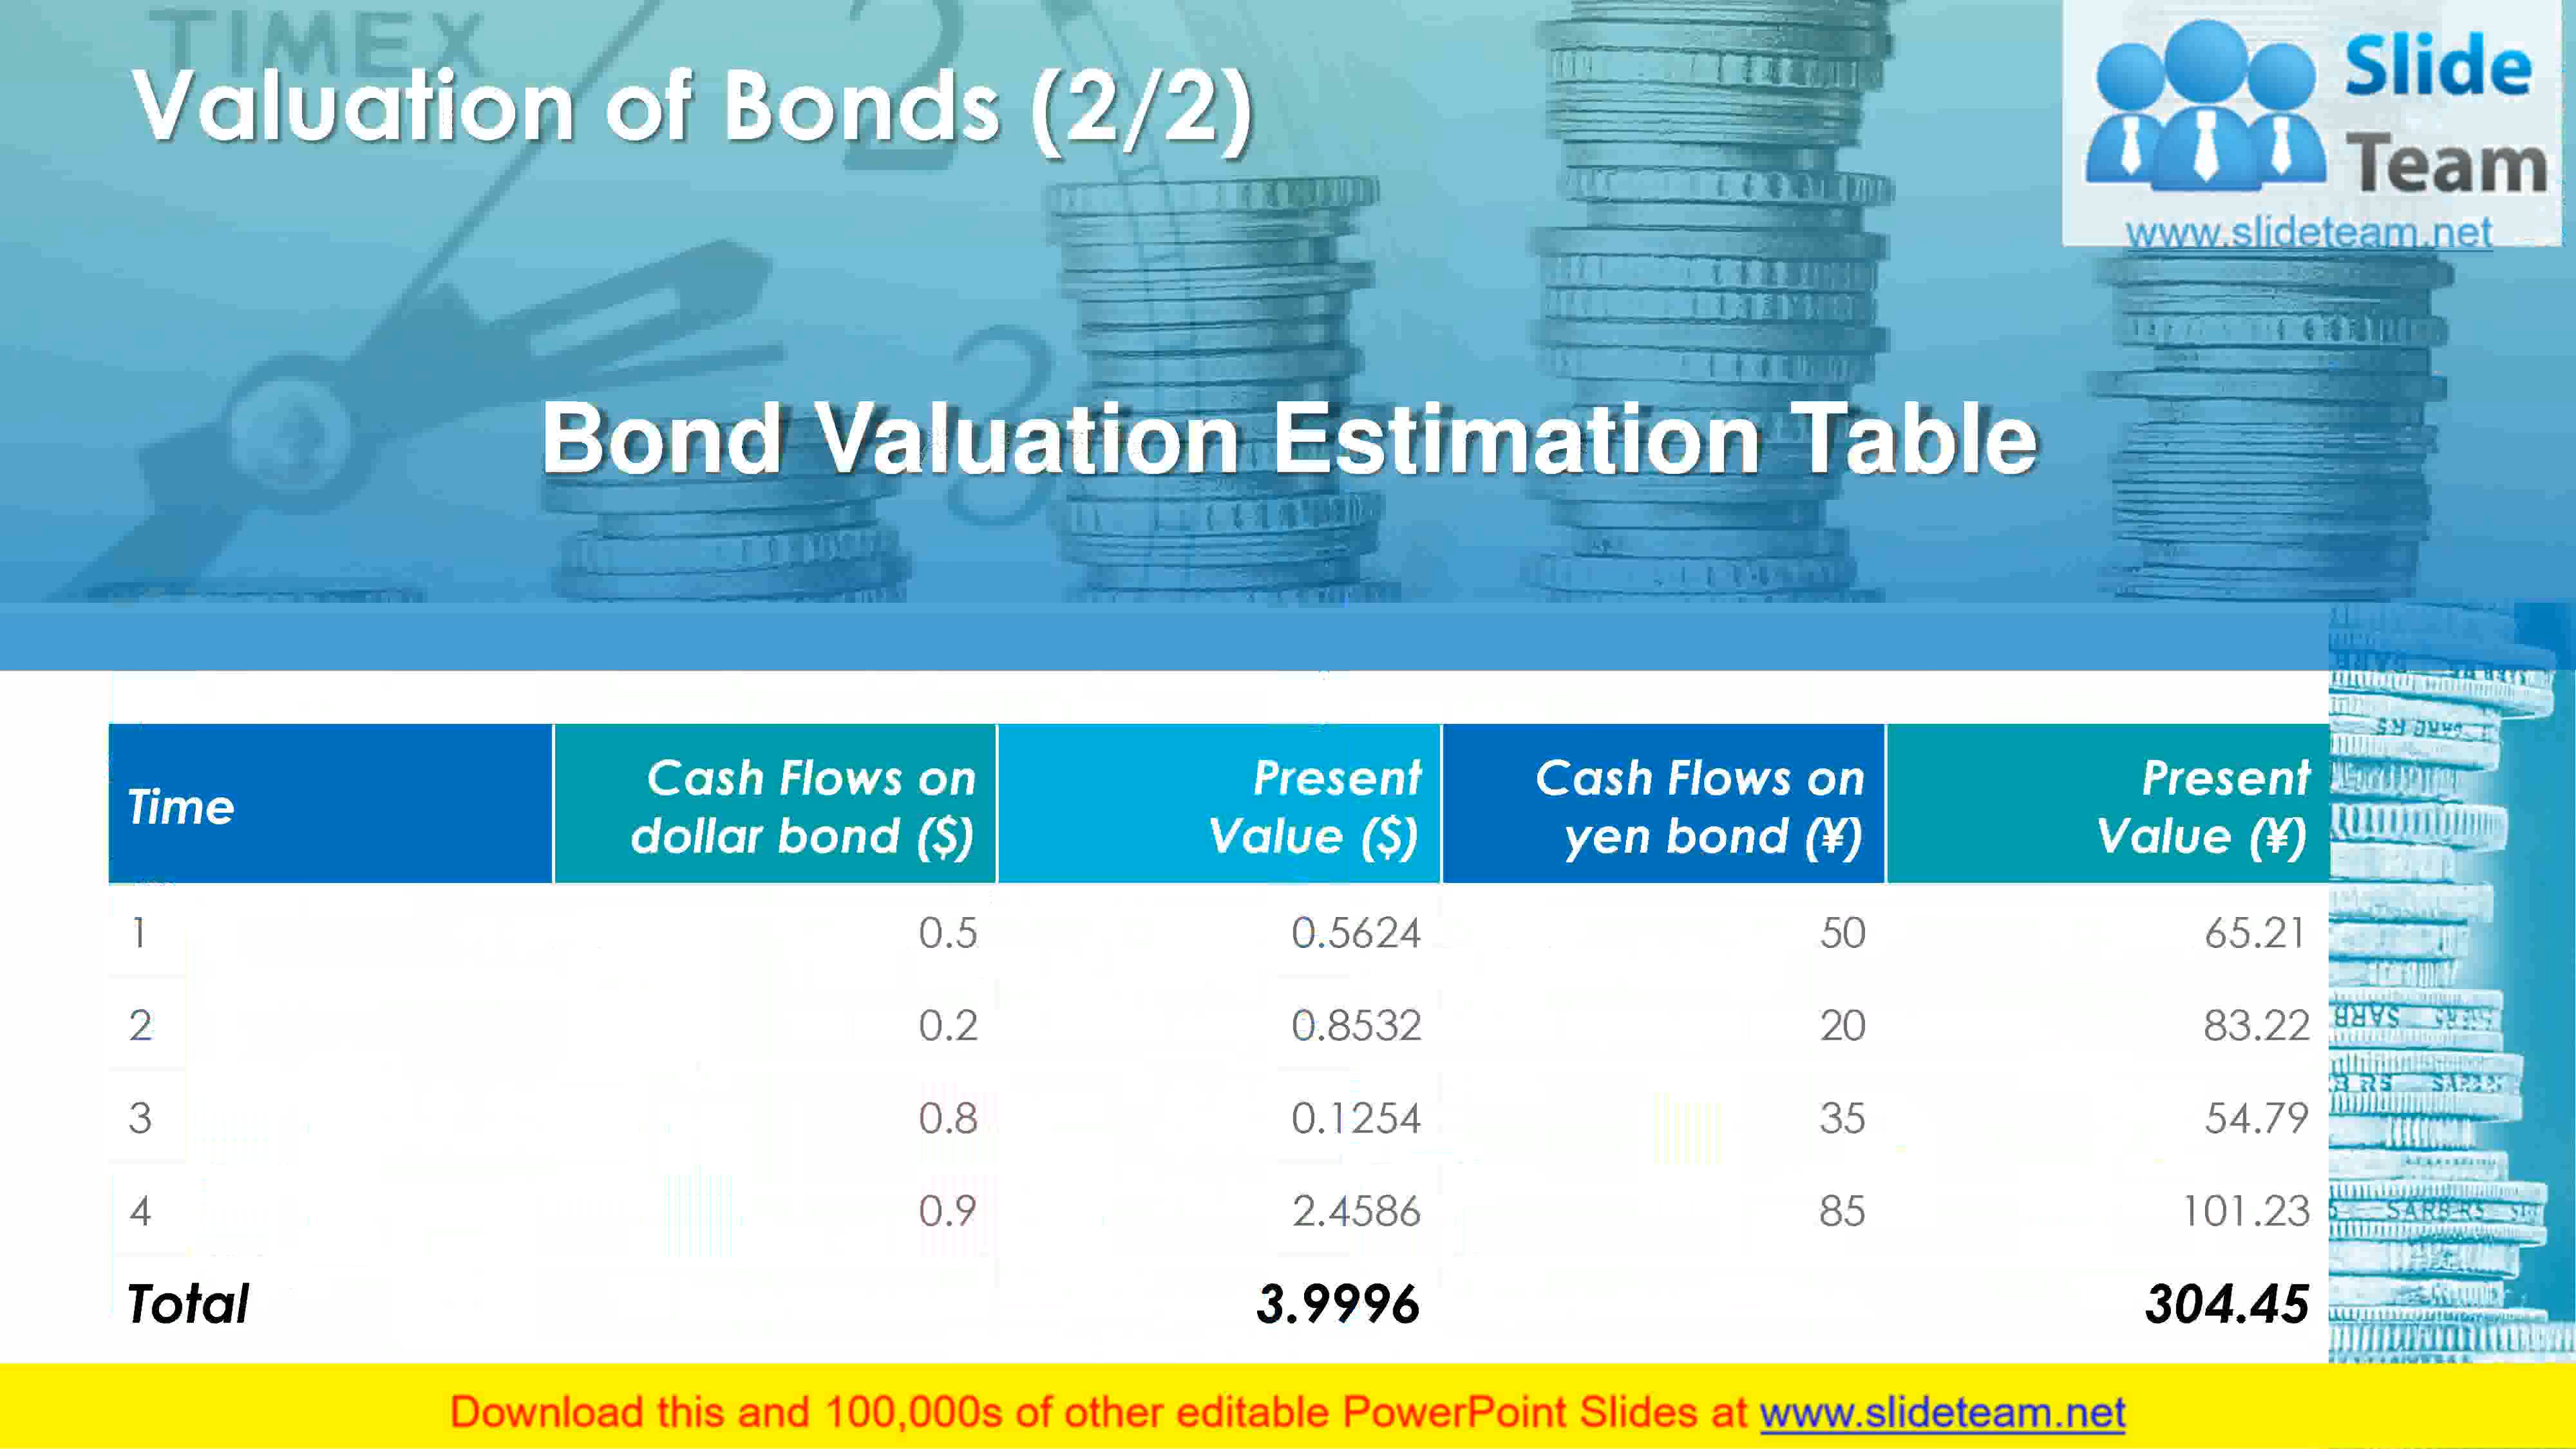 TIMEX
Valuation of Bonds (2/2)
2
3
Slide
Team
www.slideteam.net
Bond Valuation Estimation Table
Time
Cash Flows on
dollar bond ($)
Present
Value ($)
Cash Flows on
yen bond (¥)
Present
Value (¥)
1 0.5 0.5624 50 65.21
2 0.2 0.8532 20 83.22
3 0.8 0.1254 35 54.79
4 0.9 2.4586 85 101.23
Total 3.9996 304.45
Download this and 100,000s of other editable PowerPoint Slides at www.slideteam.net